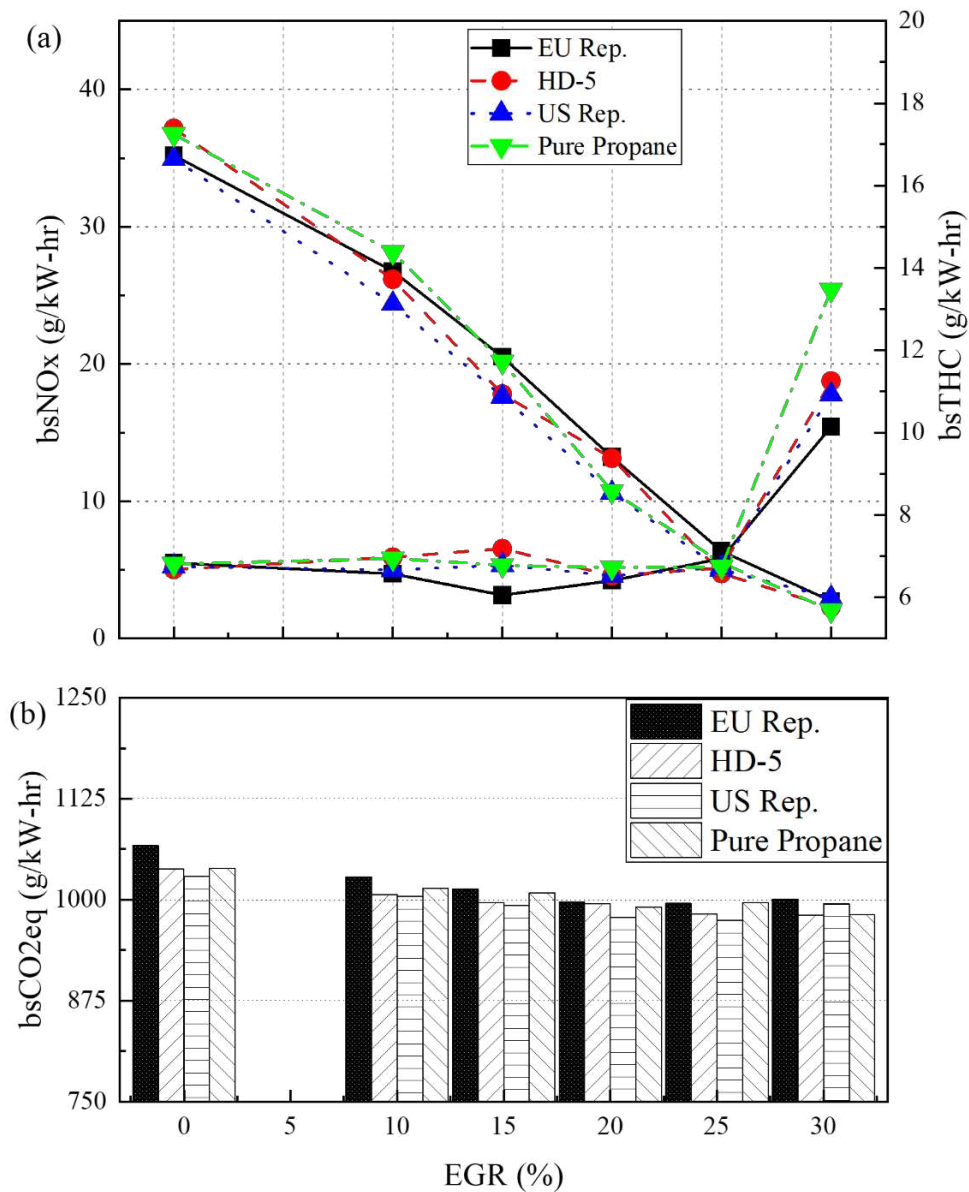 (a)
EU Rep.
HD-5
US Rep.
Pure Propane
40
30
20
10
0
bsNOx (g/kW-hr)
20
18
16
14
12
10
8
6
bsTHC (g/kW-hr)
(b)
EU Rep.
HD-5
US Rep.
Pure Propane
1250
1125
1000
875
750
bsCO2eq (g/kW-hr)
0 5 10 15 20 25 30
EGR (%)